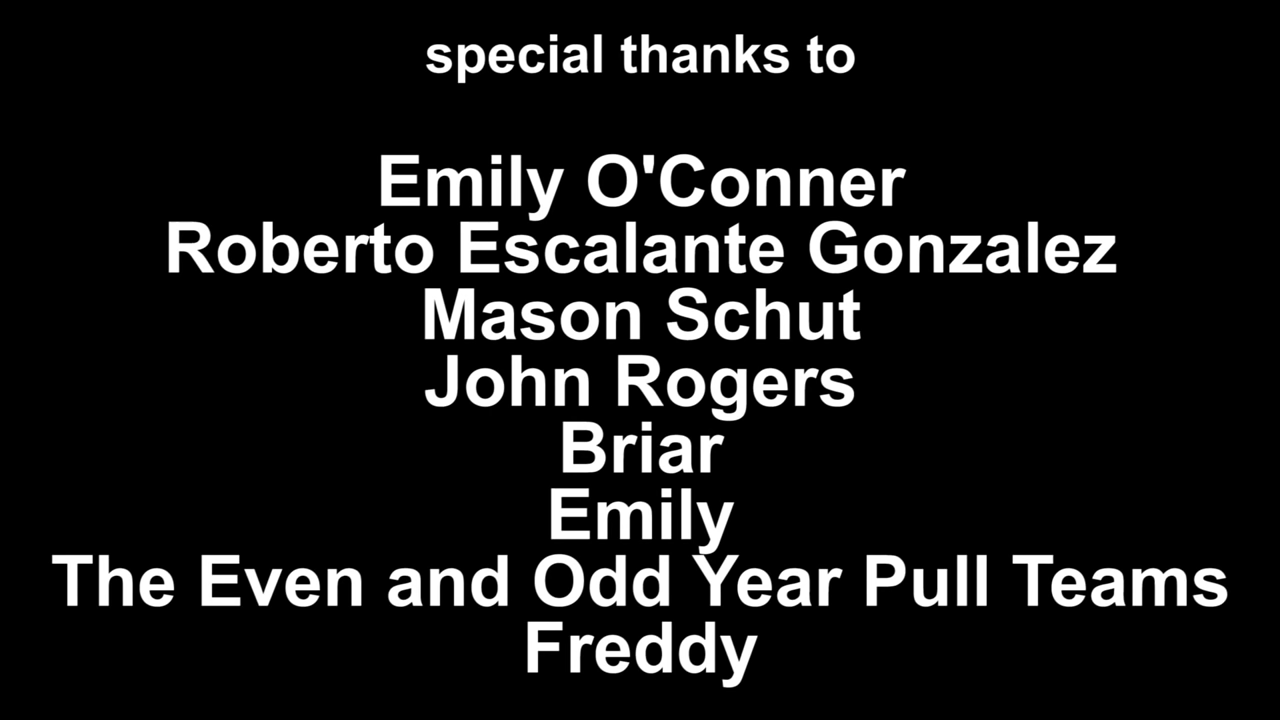 special thanks to
Emily O'Conner
Roberto Escalante Gonzalez
Mason Schut
John Rogers
Briar
Emily
The Even and Odd Year Pull Teams
Freddy